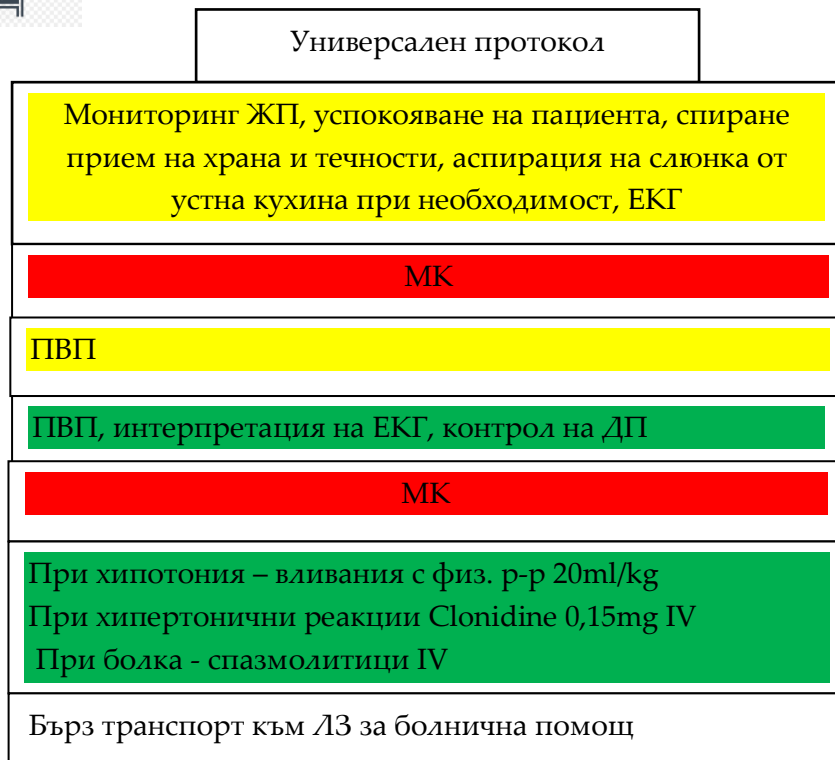 Универсален протокол
Мониторинг ЖП, успокояване на пациента, спиране
прием на храна и течности, аспирация на слюнка от
устна кухина при необходимост, ЕКГ
МК
ПВП
ПВП, интерпретация на ЕКГ, контрол на ДП
МК
При хипотония – вливания с физ. р-р 20ml/kg
При хипертонични реакции Clonidine 0,15mg IV
При болка - спазмолитици IV
Бърз транспорт към ЛЗ за болнична помощ